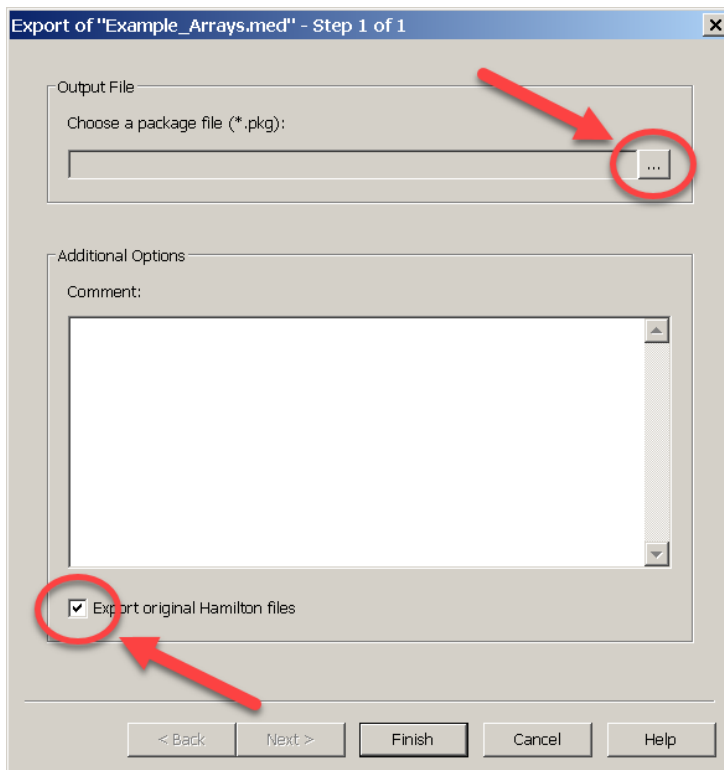 Export of "Example_Arrays.med" - Step 1 of 1
Output File
Choose a package file (*.pkg):
...
Additional Options
Comment:
Export original Hamilton files
< Back Next > Finish Cancel Help